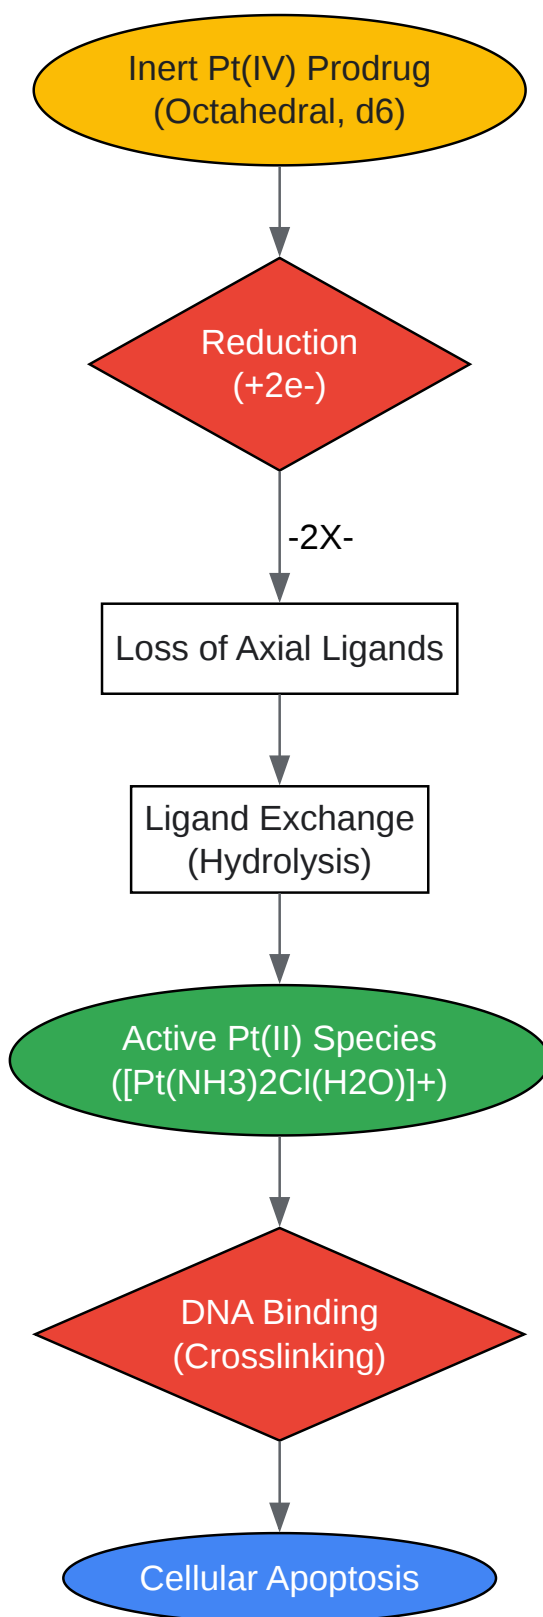 Inert Pt(IV) Prodrug
(Octahedral, d6)
Reduction
(+2e-)
-2X-
Loss of Axial Ligands
Ligand Exchange
(Hydrolysis)
Active Pt(II) Species
([Pt(NH3)2Cl(H2O)]+)
DNA Binding
(Crosslinking)
Cellular Apoptosis